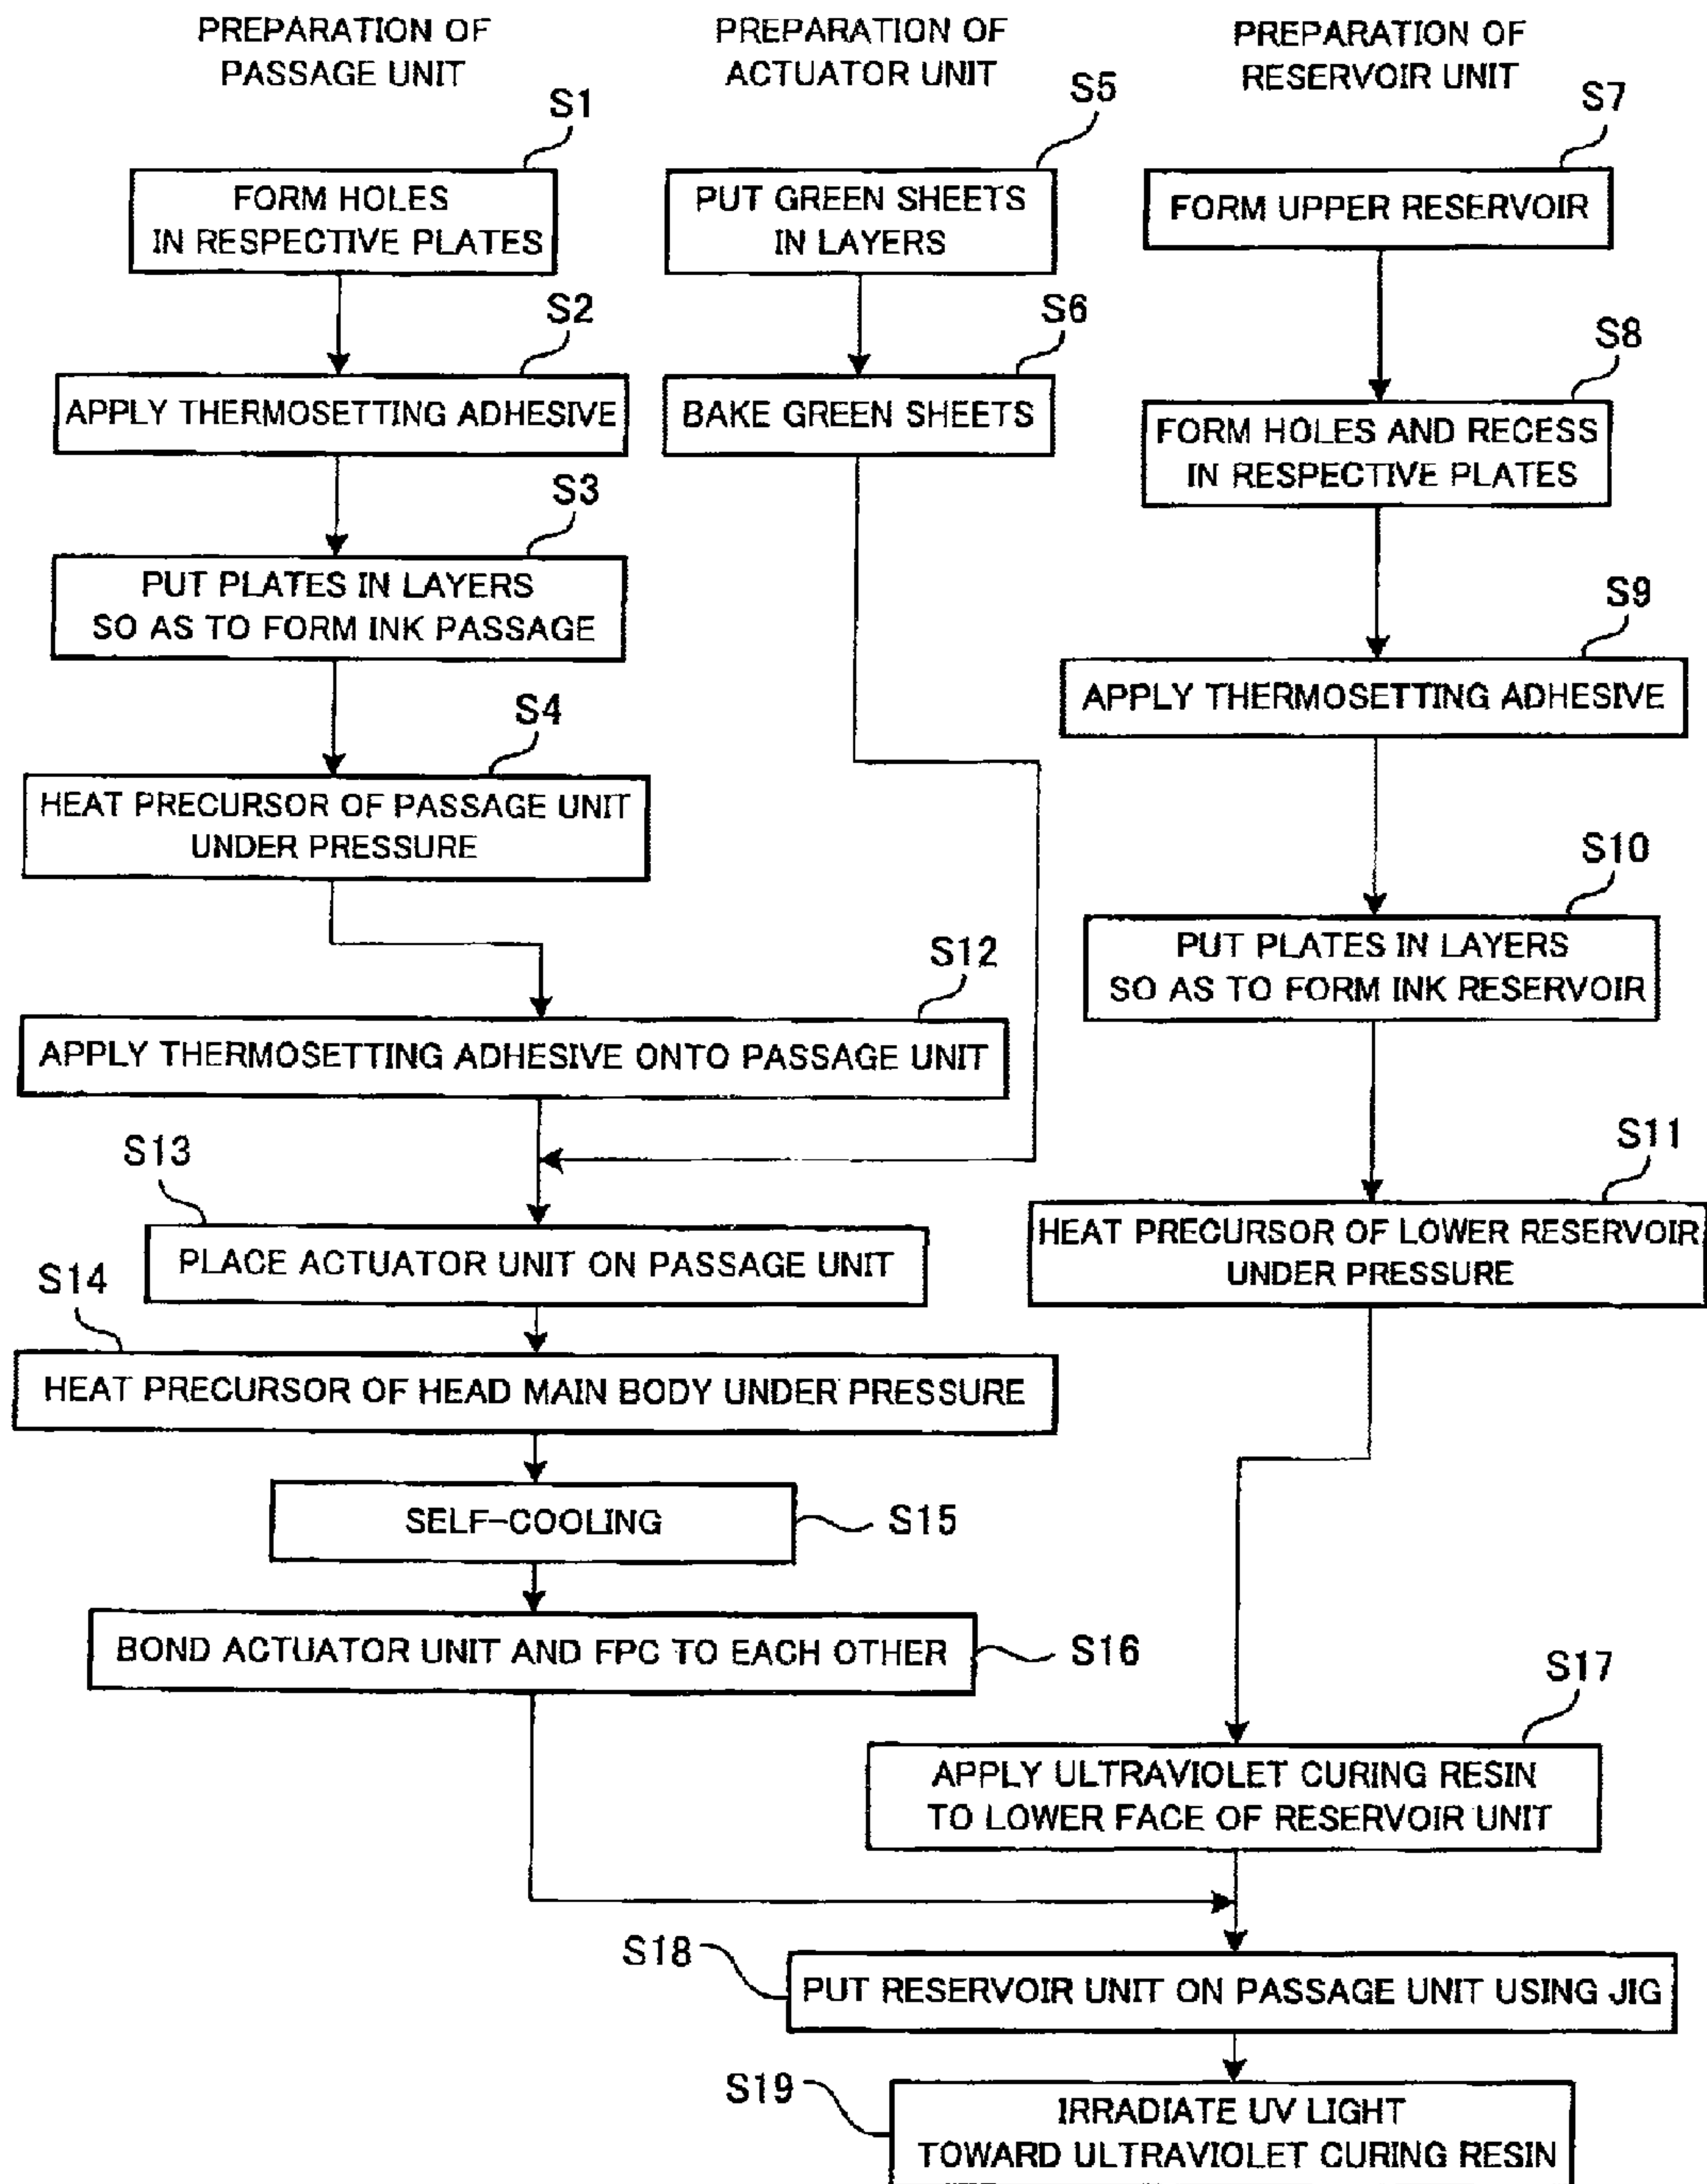 PREPARATION OF
PASSAGE UNIT
S1
FORM HOLES
IN RESPECTIVE PLATES
S2
APPLY THERMOSETTING ADHESIVE
S3
PUT PLATES IN LAYERS
SO AS TO FORM INK PASSAGE
S4
HEAT PRECURSOR OF PASSAGE UNIT
UNDER PRESSURE
PREPARATION OF
ACTUATOR UNIT
S5
PUT GREEN SHEETS
IN LAYERS
S6
BAKE GREEN SHEETS
PREPARATION OF
RESERVOIR UNIT
S7
FORM UPPER RESERVOIR
S8
FORM HOLES AND RECESS
IN RESPECTIVE PLATES
S9
APPLY THERMOSETTING ADHESIVE
S10
PUT PLATES IN LAYERS
SO AS TO FORM INK RESERVOIR
S11
HEAT PRECURSOR OF LOWER RESERVOIR
UNDER PRESSURE
S12
APPLY THERMOSETTING ADHESIVE ONTO PASSAGE UNIT
S13
PLACE ACTUATOR UNIT ON PASSAGE UNIT
S14
HEAT PRECURSOR OF HEAD MAIN BODY UNDER PRESSURE
SELF-COOLING
S15
BOND ACTUATOR UNIT AND FPC TO EACH OTHER
S16
S17
APPLY ULTRAVIOLET CURING RESIN
TO LOWER FACE OF RESERVOIR UNIT
S18
PUT RESERVOIR UNIT ON PASSAGE UNIT USING JIG
S19
IRRADIATE UV LIGHT
TOWARD ULTRAVIOLET CURING RESIN